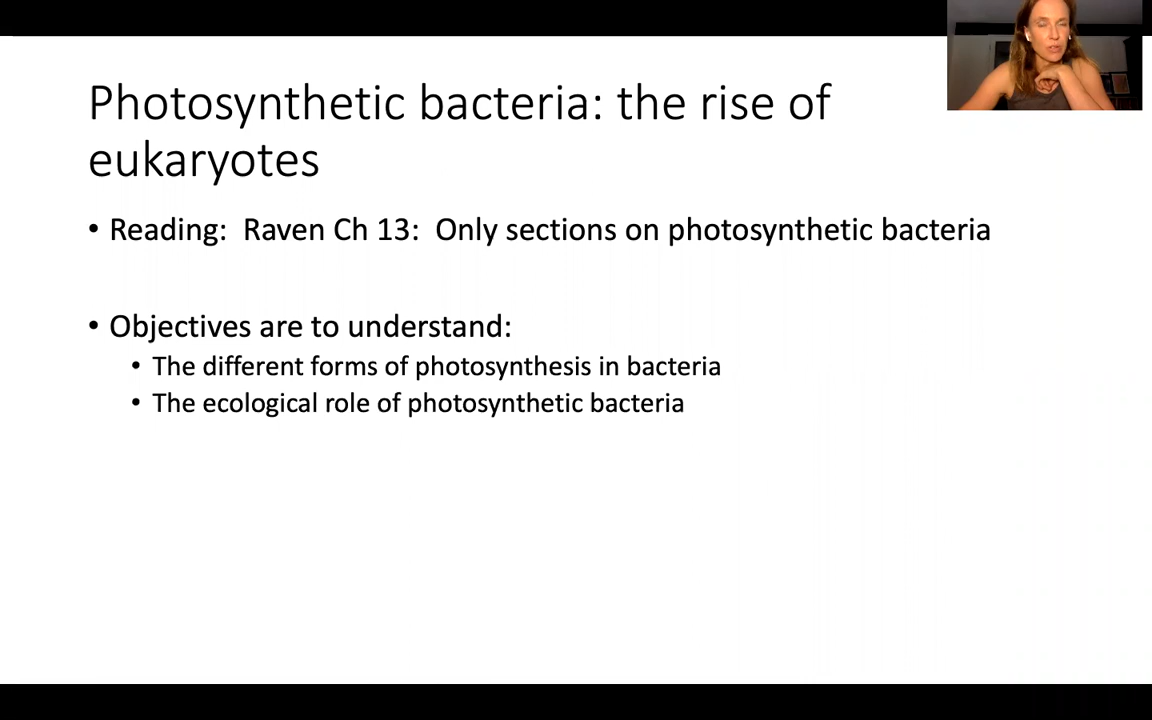 Photosynthetic bacteria: the rise of
eukaryotes
• Reading:  Raven Ch 13:  Only sections on photosynthetic bacteria
• Objectives are to understand:
• The different forms of photosynthesis in bacteria
• The ecological role of photosynthetic bacteria